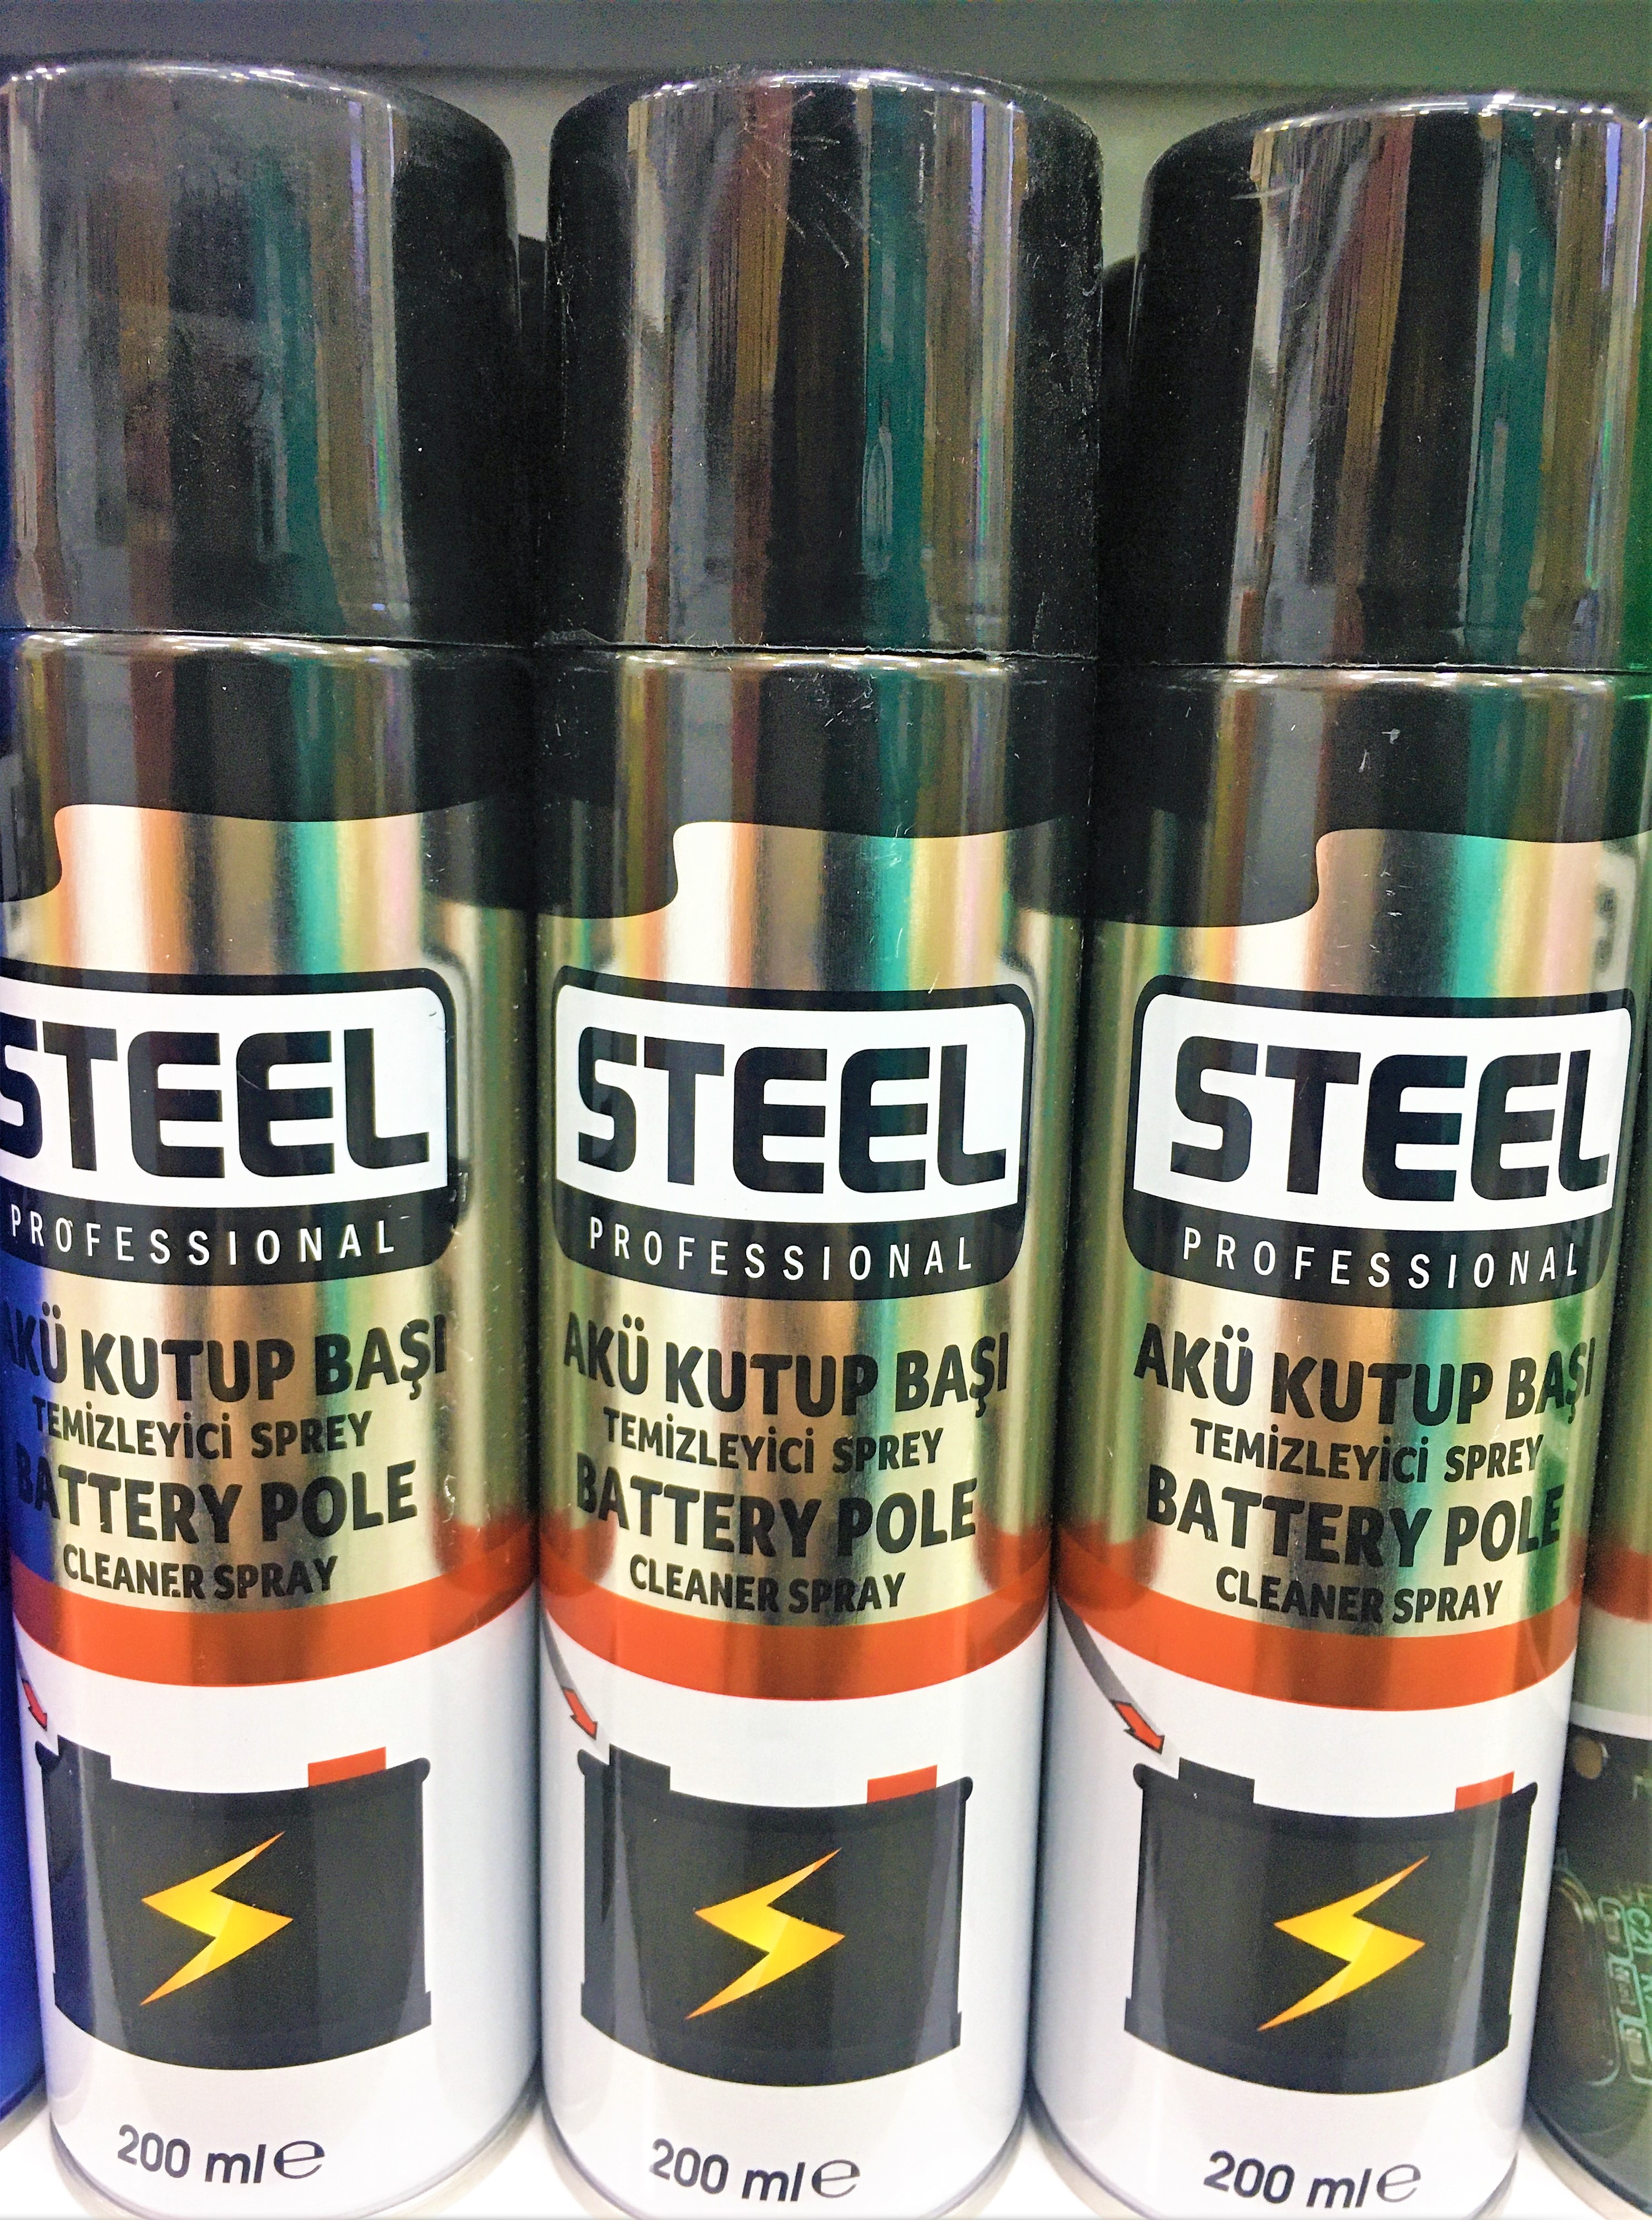 STEEL
PROFESSIONAL
AKÜ KUTUP BAŞI
TEMİZLEYİCİ SPREY
BATTERY POLE
CLEANER SPRAY
200 ml e
STEEL
PROFESSIONAL
AKÜ KUTUP BAŞI
TEMİZLEYİCİ SPREY
BATTERY POLE
CLEANER SPRAY
200 ml e
STEEL
PROFESSIONAL
AKÜ KUTUP BAŞI
TEMİZLEYİCİ SPREY
BATTERY POLE
CLEANER SPRAY
200 ml e